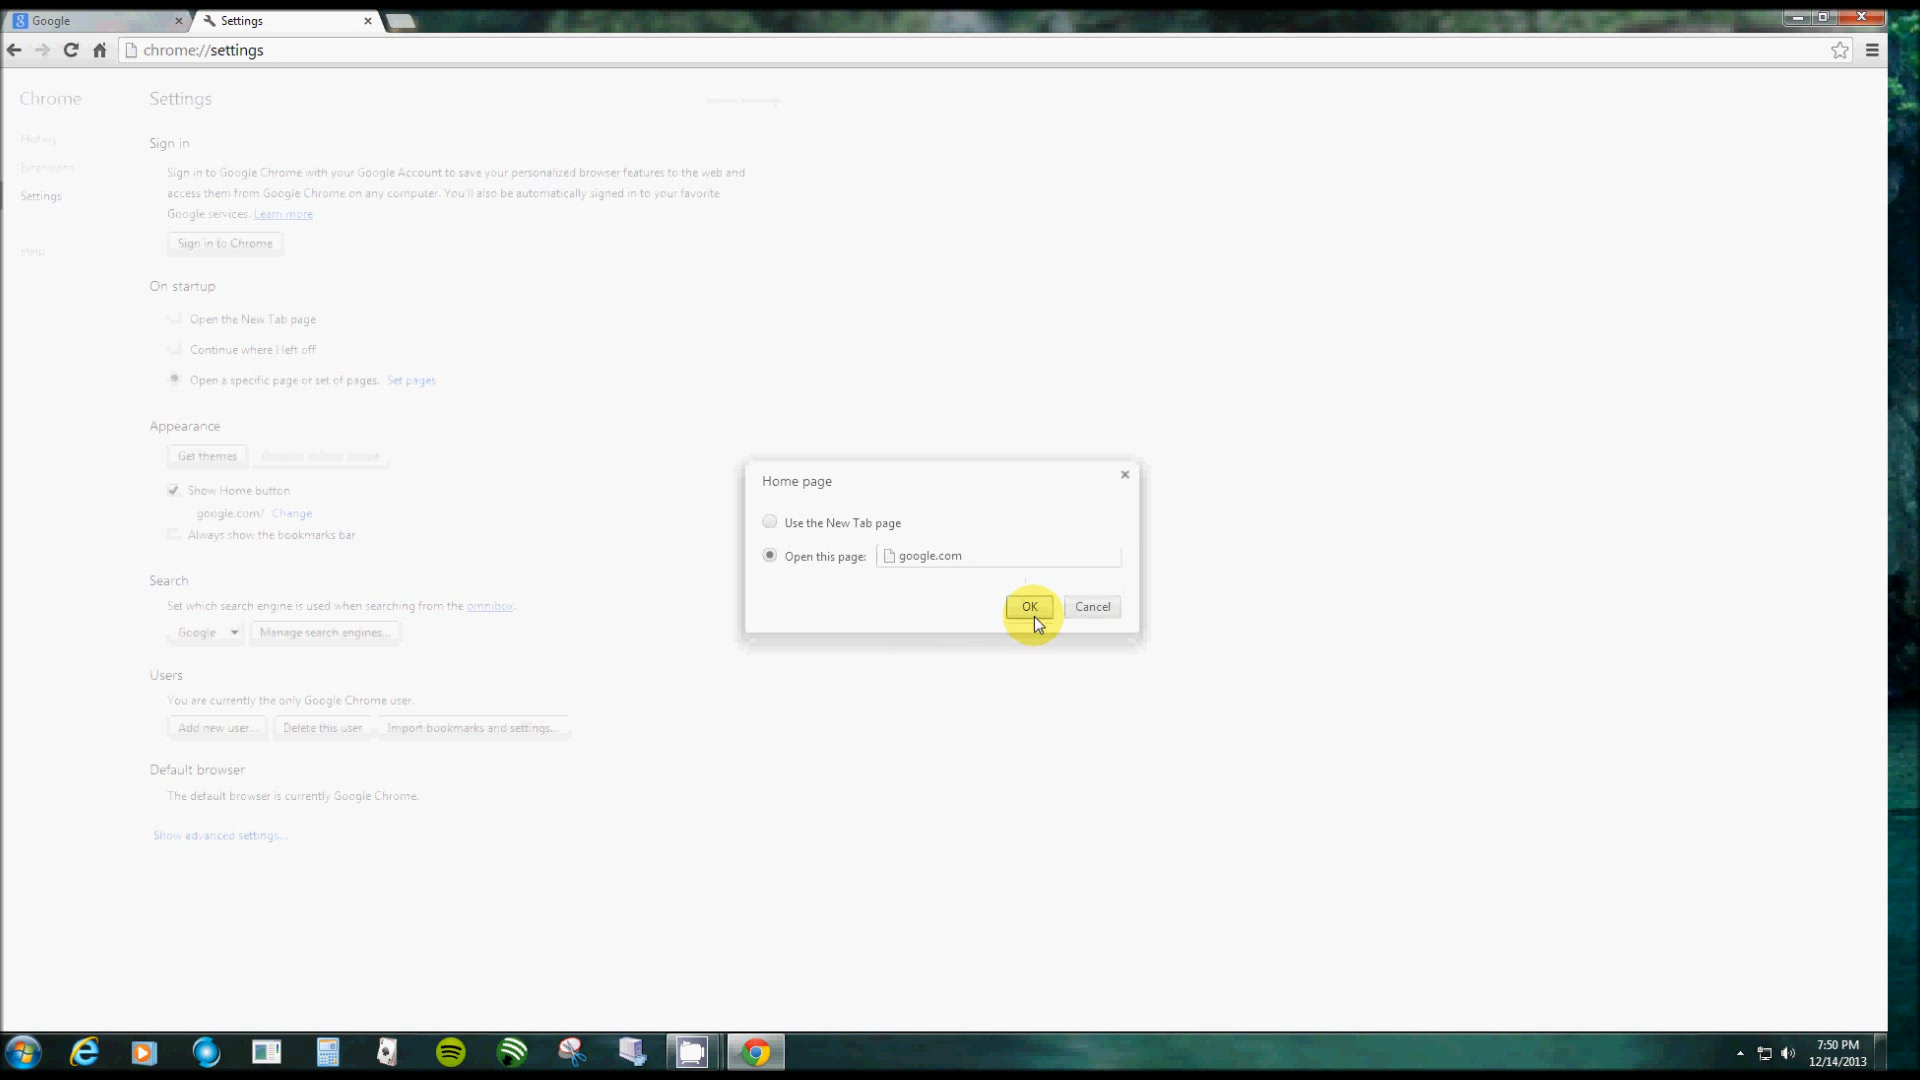 Google
Settings
chrome://settings
Chrome
Settings
History
Extensions
Settings
Help
Sign in
Sign in to Google Chrome with your Google Account to save your personalized browser features to the web and
access them from Google Chrome on any computer. You'll also be automatically signed in to your favorite
Google services. Learn more
Sign in to Chrome
On startup
Open the New Tab page
Continue where I left off
Open a specific page or set of pages. Set pages
Appearance
Get themes
Show Home button
google.com/ Change
Always show the bookmarks bar
Search
Set which search engine is used when searching from the omnibox.
Google Manage search engines...
Users
You are currently the only Google Chrome user.
Add new user... Delete this user Import bookmarks and settings...
Default browser
The default browser is currently Google Chrome.
Show advanced settings...
Home page
Use the New Tab page
Open this page: google.com
OK Cancel
7:50 PM
12/14/2013